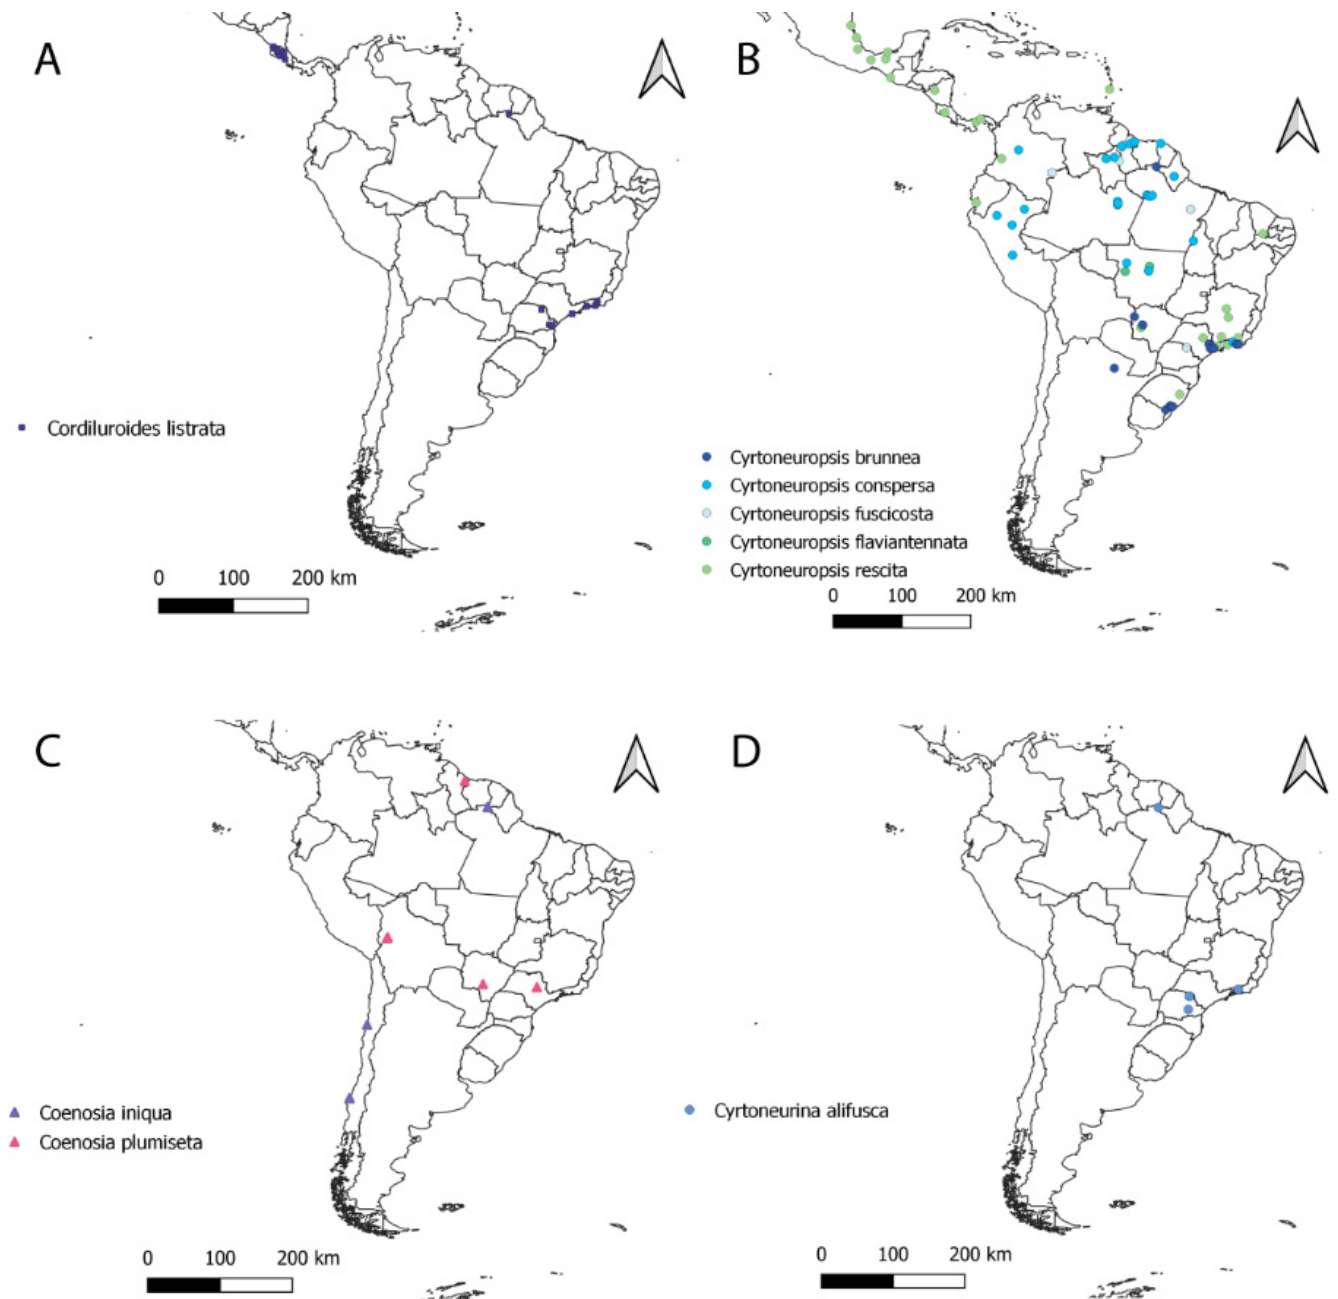 A
Cordiluroides listrata
0 100 200 km
B
Cyrtoneuropsis brunnea
Cyrtoneuropsis conspersa
Cyrtoneuropsis fuscicosta
Cyrtoneuropsis flaviantennata
Cyrtoneuropsis rescita
0 100 200 km
C
Coenosia iniqua
Coenosia plumiseta
0 100 200 km
D
Cyrtoneurina alifusca
0 100 200 km